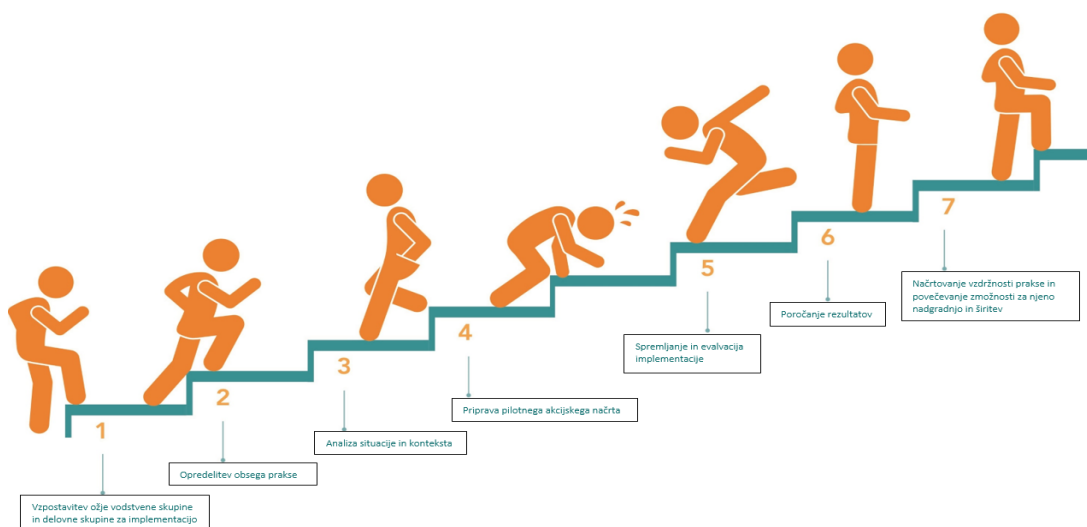 1
Vzpostavitev ožje vodstvene skupine
in delovne skupine za implementacijo
2
Opredelitev obsega prakse
3
Analiza situacije in konteksta
4
Priprava pilotnega akcijskega načrta
5
Spremljanje in evalvacija
implementacije
6
Poročanje rezultatov
7
Načrtovanje vzdržnosti prakse in
povečevanje zmožnosti za njeno
nadgradnjo in širitev